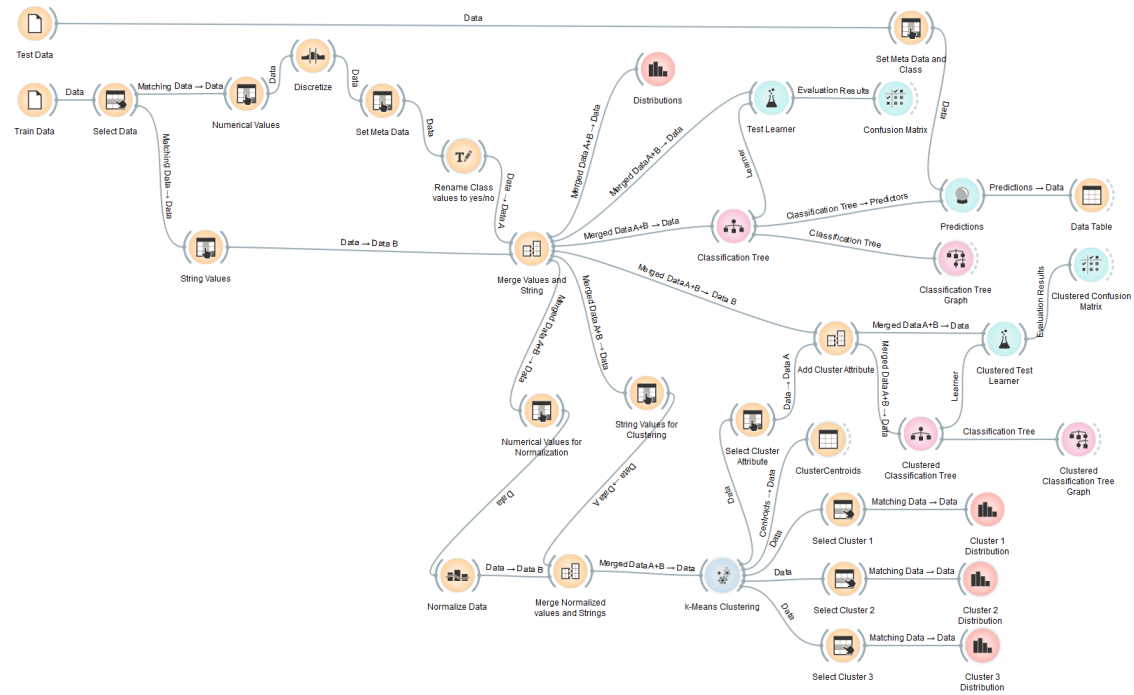 Data
Test Data
Set Meta Data and
Class
Data
Train Data
Data
Select Data
Matching Data → Data
Numerical Values
Data
Discretize
Data
Set Meta Data
Data
Rename Class
values to yes/no
Data → Data A
Matching Data → Data
String Values
Data → Data B
Merge Values and
String
Merged Data A+B → Data
Distributions
Merged Data A+B → Data
Test Learner
Evaluation Results
Confusion Matrix
Learner
Merged Data A+B → Data
Classification Tree
Classification Tree → Predictors
Predictions
Predictions → Data
Data Table
Classification Tree
Classification Tree
Graph
Merged Data A+B → Data B
Add Cluster Attribute
Merged Data A+B → Data
Clustered Test
Learner
Evaluation Results
Clustered Confusion
Matrix
Merged Data A+B → Data
Learner
Clustered
Classification Tree
Classification Tree
Clustered
Classification Tree
Graph
Merged Data A+B → Data
Numerical Values for
Normalization
Merged Data A+B → Data
String Values for
Clustering
Data
Data → Data A
Normalize Data
Data → Data B
Merge Normalized
values and Strings
Merged Data A+B → Data
k-Means Clustering
Data
Select Cluster
Attribute
Data → Data A
Centroids → Data
ClusterCentroids
Data
Select Cluster 1
Matching Data → Data
Cluster 1
Distribution
Data
Select Cluster 2
Matching Data → Data
Cluster 2
Distribution
Data
Select Cluster 3
Matching Data → Data
Cluster 3
Distribution